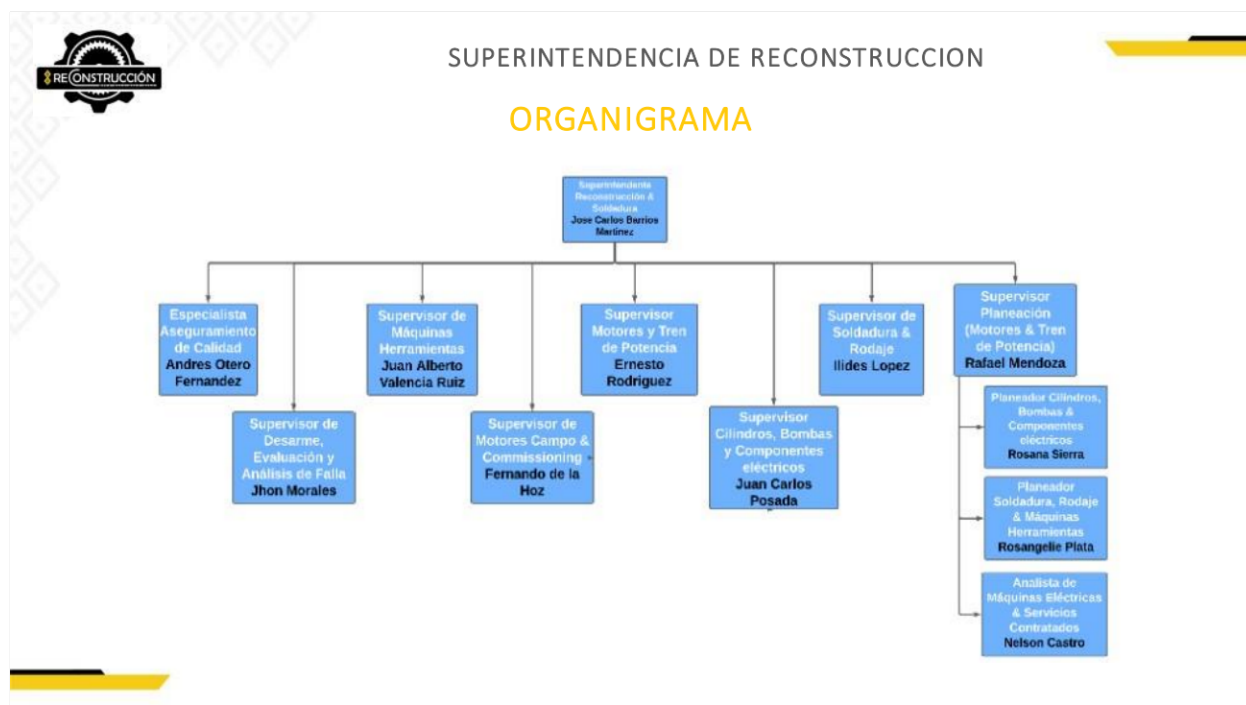 RECONSTRUCCIÓN
SUPERINTENDENCIA DE RECONSTRUCCION
ORGANIGRAMA
Superintendente
Reconstrucción &
Soldadura
Jose Carlos Barrios
Martinez
Especialista
Aseguramiento
de Calidad
Andres Otero
Fernandez
Supervisor de
Desarme,
Evaluación y
Análisis de Falla
Jhon Morales
Supervisor de
Máquinas
Herramientas
Juan Alberto
Valencia Ruiz
Supervisor de
Motores Campo &
Commissioning -
Fernando de la
Hoz
Supervisor
Motores y Tren
de Potencia
Ernesto
Rodriguez
Supervisor
Cilindros, Bombas
y Componentes
eléctricos
Juan Carlos
Posada
Supervisor de
Soldadura &
Rodaje
Ilides Lopez
Supervisor
Planeación
(Motores & Tren
de Potencia)
Rafael Mendoza
Planeador Cilindros,
Bombas &
Componentes
eléctricos
Rosana Sierra
Planeador
Soldadura, Rodaje
& Máquinas
Herramientas
Rosangelie Plata
Analista de
Máquinas Eléctricas
& Servicios
Contratados
Nelson Castro